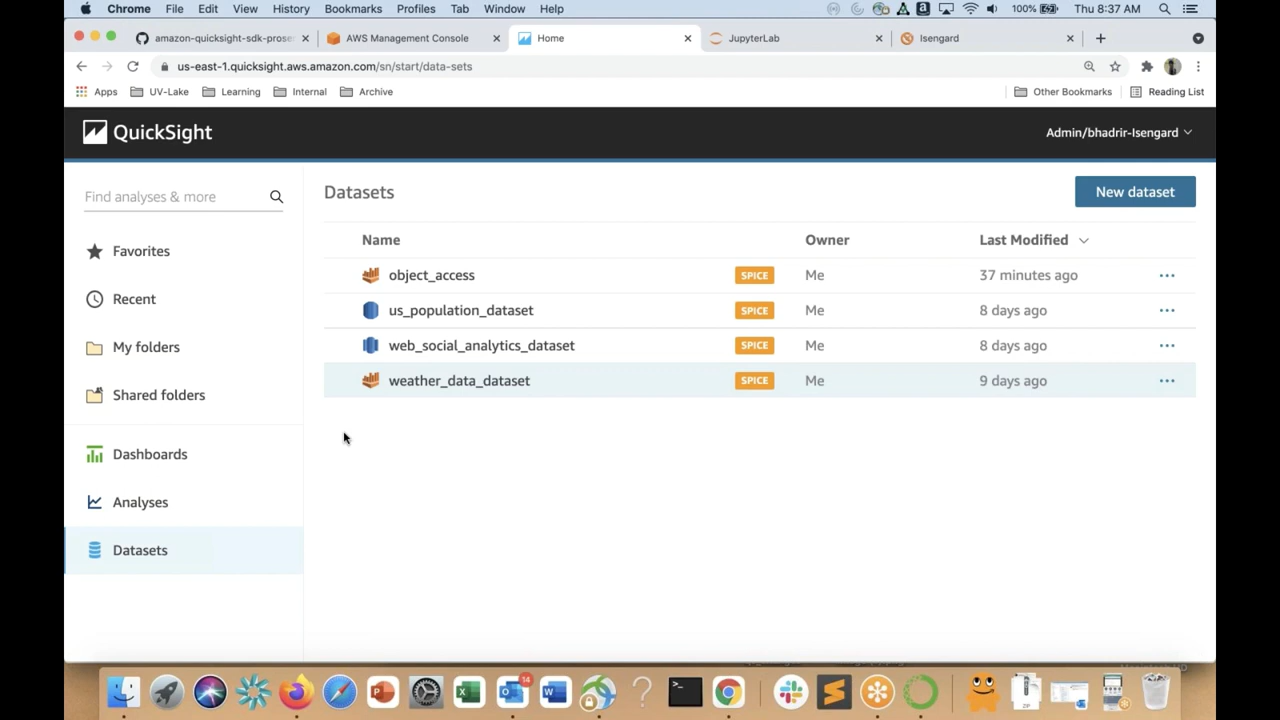 Chrome File Edit View History Bookmarks Profiles Tab Window Help 100% Thu 8:37 AM
amazon-quicksight-sdk-prose AWS Management Console Home JupyterLab Isengard
us-east-1.quicksight.aws.amazon.com/sn/start/data-sets
Apps UV-Lake Learning Internal Archive Other Bookmarks Reading List
QuickSight Admin/bhadrir-Isengard
Find analyses & more
Favorites
Recent
My folders
Shared folders
Dashboards
Analyses
Datasets
Datasets New dataset
Name Owner Last Modified
object_access SPICE Me 37 minutes ago
us_population_dataset SPICE Me 8 days ago
web_social_analytics_dataset SPICE Me 8 days ago
weather_data_dataset SPICE Me 9 days ago
14
ZIP